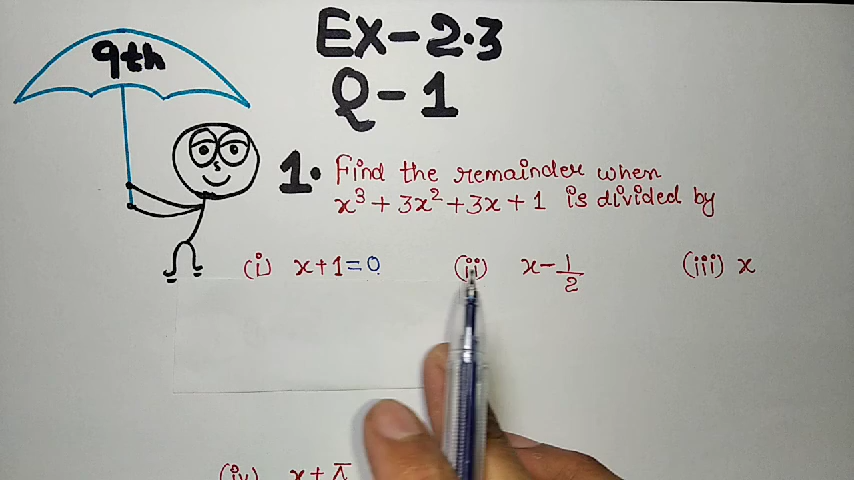 9th
Ex-2.3
Q-1
1. Find the remainder when
x³ + 3x² + 3x + 1 is divided by
(i) x+1=0 (ii) x-1/2 (iii) x
(iv) x+